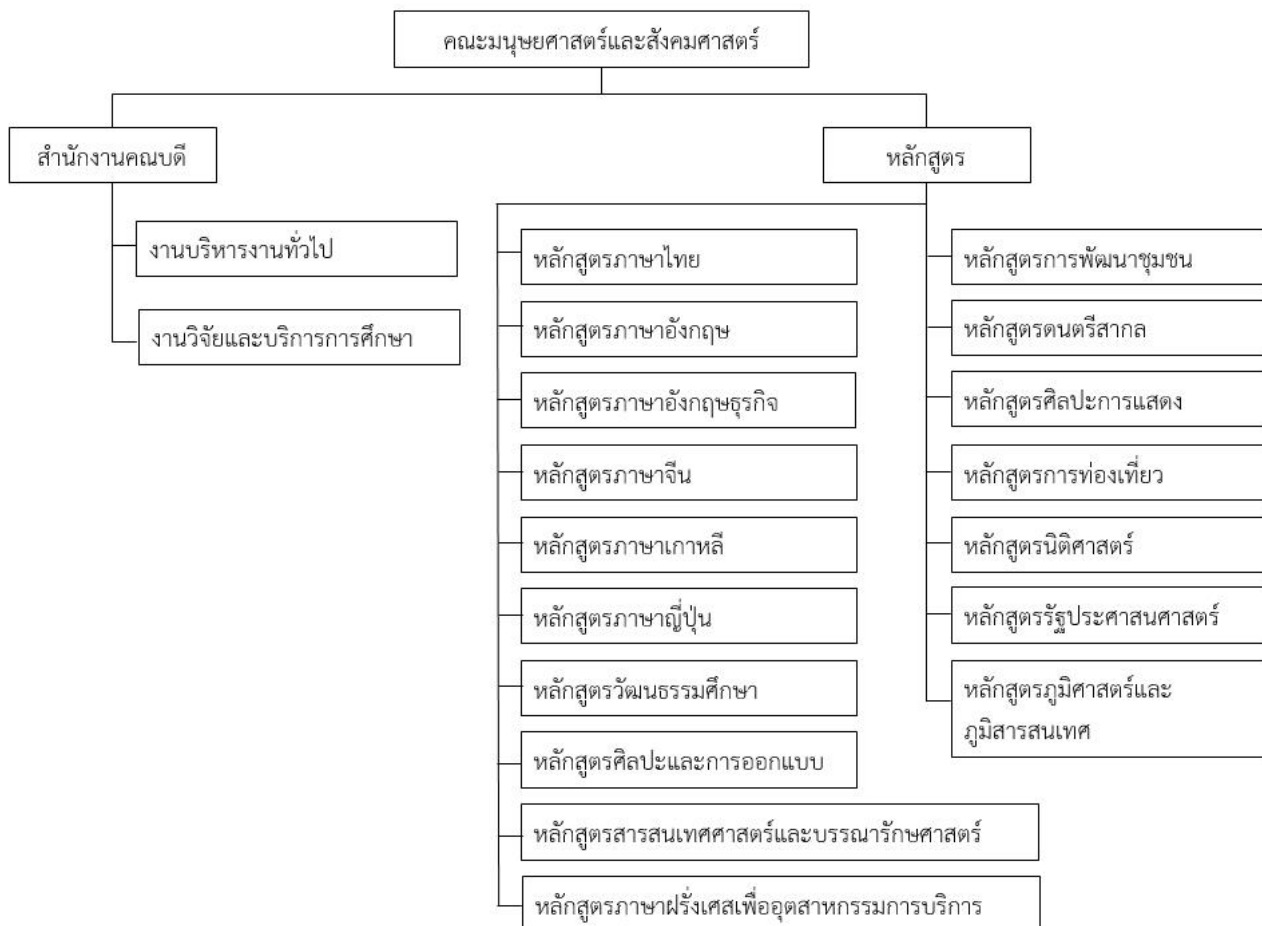 คณะมนุษยศาสตร์และสังคมศาสตร์
สำนักงานคณบดี
หลักสูตร
งานบริหารงานทั่วไป
งานวิจัยและบริการการศึกษา
หลักสูตรภาษาไทย
หลักสูตรภาษาอังกฤษ
หลักสูตรภาษาอังกฤษธุรกิจ
หลักสูตรภาษาจีน
หลักสูตรภาษาเกาหลี
หลักสูตรภาษาญี่ปุ่น
หลักสูตรวัฒนธรรมศึกษา
หลักสูตรศิลปะและการออกแบบ
หลักสูตรสารสนเทศศาสตร์และบรรณารักษศาสตร์
หลักสูตรภาษาฝรั่งเศสเพื่ออุตสาหกรรมการบริการ
หลักสูตรการพัฒนาชุมชน
หลักสูตรดนตรีสากล
หลักสูตรศิลปะการแสดง
หลักสูตรการท่องเที่ยว
หลักสูตรนิติศาสตร์
หลักสูตรรัฐประศาสนศาสตร์
หลักสูตรภูมิศาสตร์และ
ภูมิสารสนเทศ